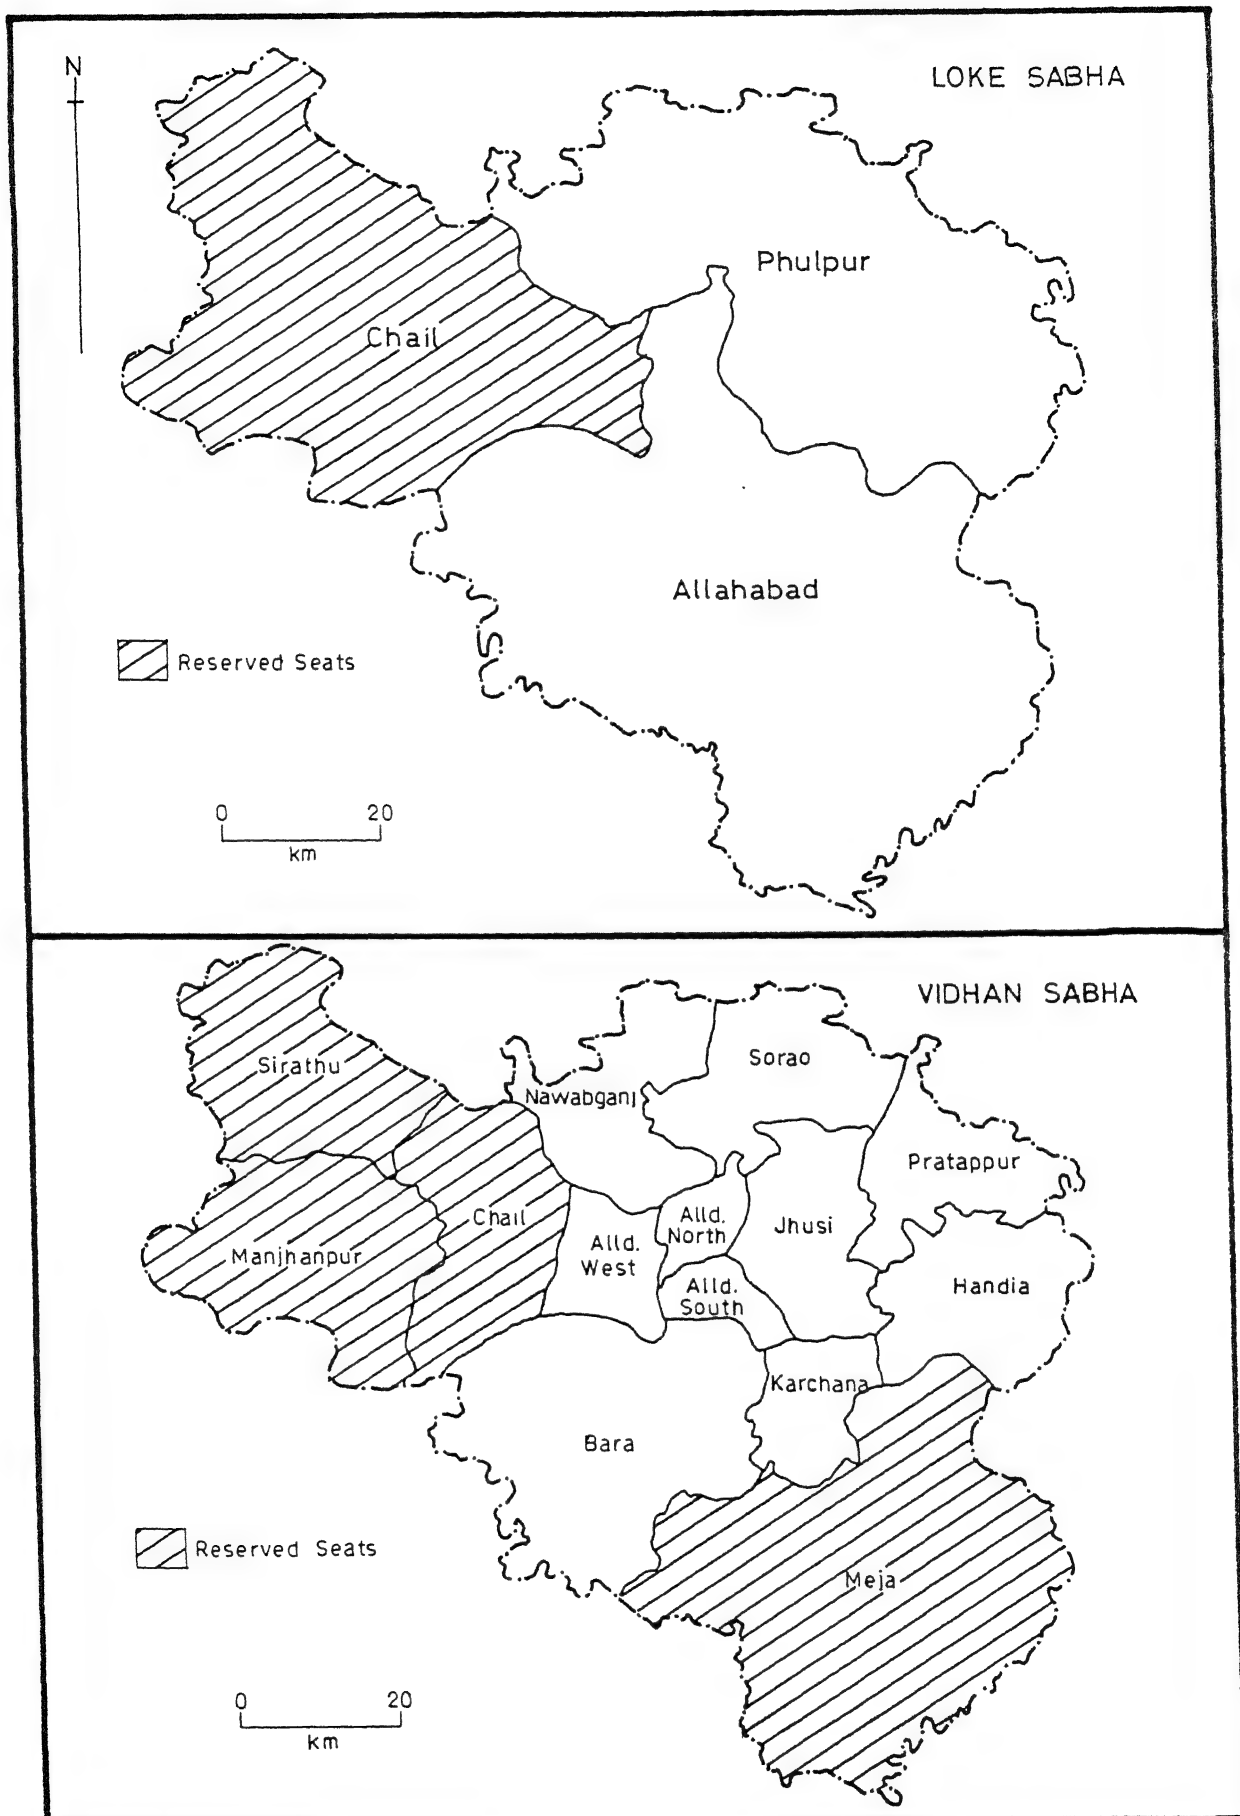 N
LOKE SABHA
Phulpur
Chail
Allahabad
Reserved Seats
0 20
km
VIDHAN SABHA
Sorao
Sirathu
Nawabganj
Pratappur
Alld.
North
Chail
Jhusi
Alld.
West
Manjhanpur
Alld.
South
Handia
Karchana
Bara
Reserved Seats
Meja
0 20
km